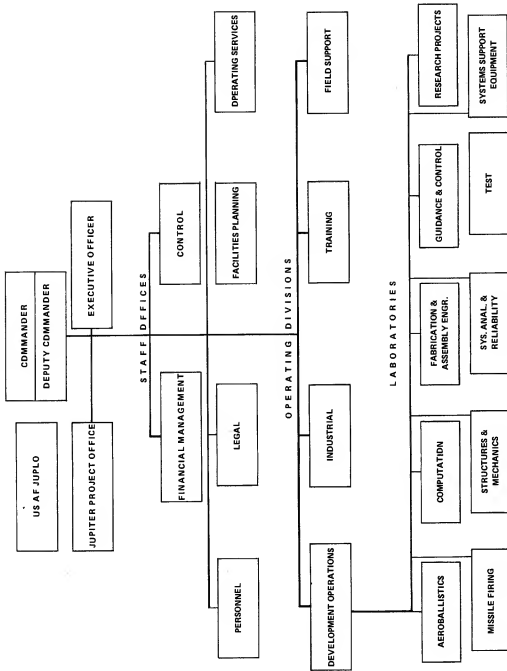 COMMANDER
DEPUTY COMMANDER
US AF JUPLO
EXECUTIVE OFFICER
JUPITER PROJECT OFFICE
STAFF OFFICES
FINANCIAL MANAGEMENT
CONTROL
PERSONNEL
LEGAL
FACILITIES PLANNING
OPERATING SERVICES
OPERATING DIVISIONS
DEVELOPMENT OPERATIONS
INDUSTRIAL
TRAINING
FIELD SUPPORT
LABORATORIES
AEROBALLISTICS
COMPUTATION
FABRICATION &
ASSEMBLY ENGR.
GUIDANCE & CONTROL
RESEARCH PROJECTS
MISSILE FIRING
STRUCTURES &
MECHANICS
SYS. ANAL. &
RELIABILITY
TEST
SYSTEMS SUPPORT
EQUIPMENT